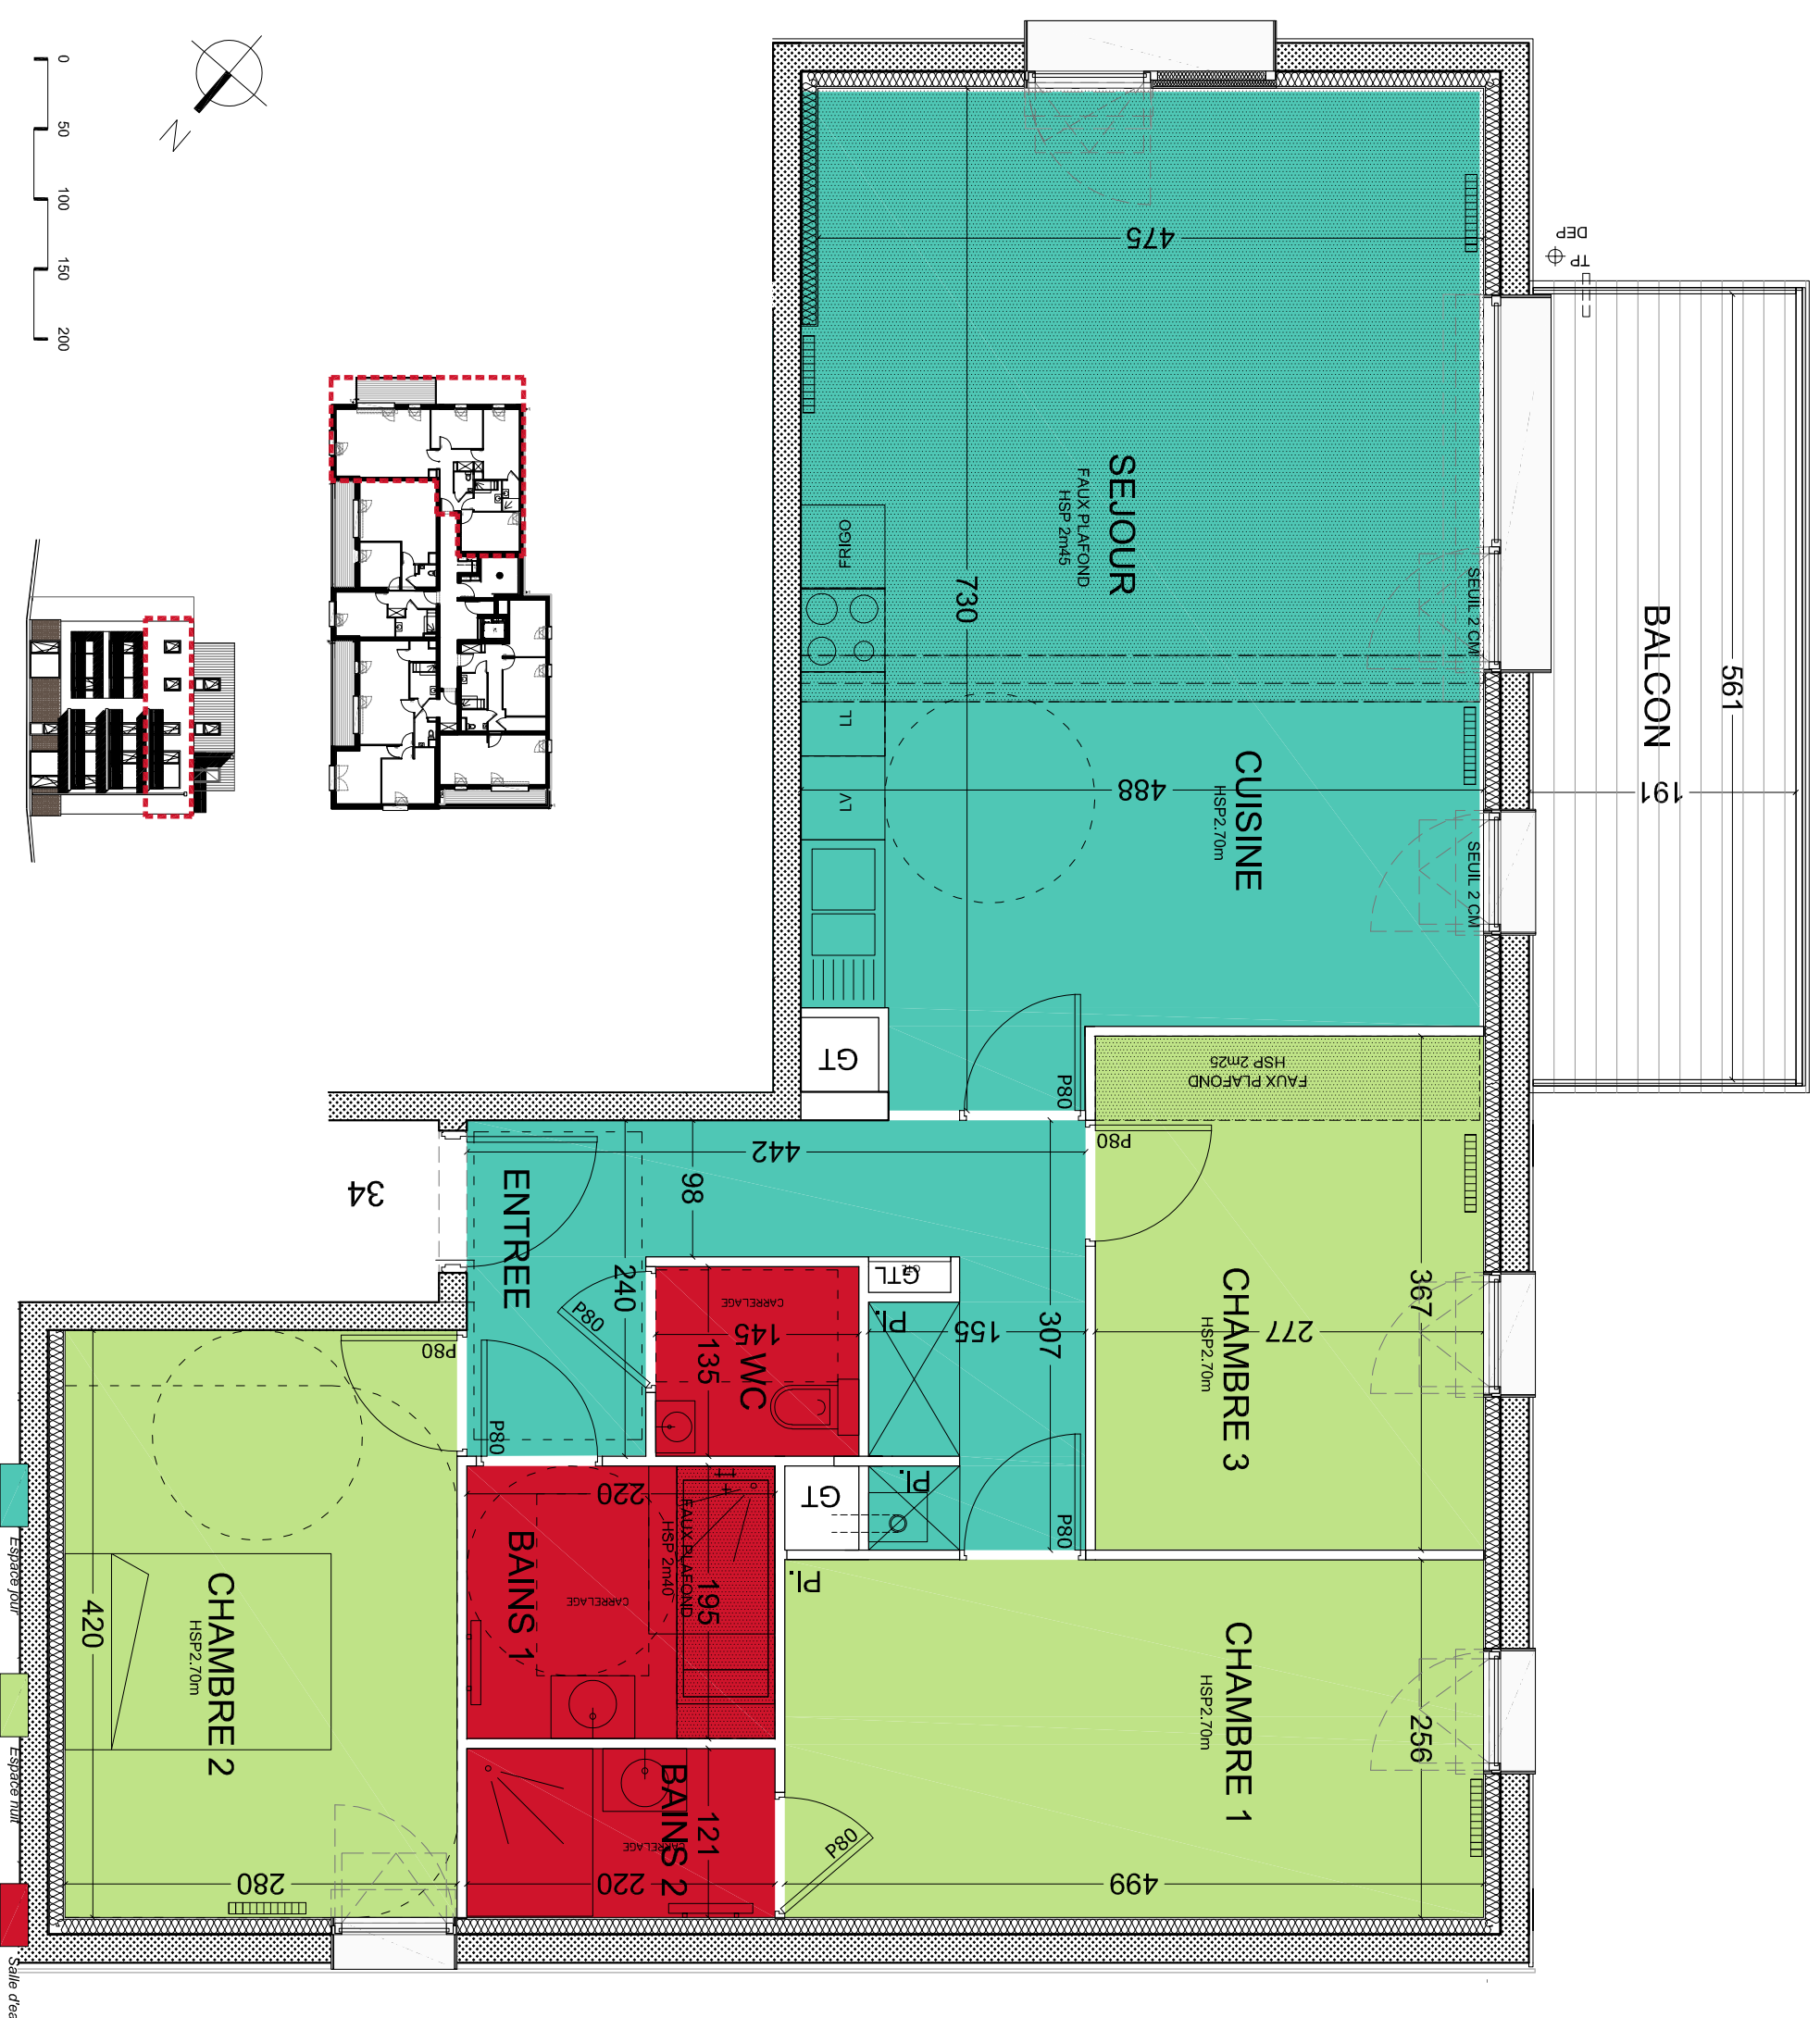 0
50
100
150
200
N
475
SEJOUR
FAUX PLAFOND
HSP 2m45
730
FRIGO
LL
LV
CUISINE
HSP2.70m
488
SEUIL 2 CM
SEUIL 2 CM
DEP
TP
BALCON
561
191
GT
P80
FAUX PLAFOND
HSP 2m25
P80
34
ENTREE
442
98
240
P80
P80
P80
CARRELAGE
145
135
WC
GTL
GTL
Pl.
155
307
Pl.
GT
P80
CHAMBRE 3
HSP2.70m
367
277
CHAMBRE 2
HSP2.70m
420
280
BAINS 1
220
FAUX PLAFOND
HSP 2m40
195
CARRELAGE
BAINS 2
121
CARRELAGE
220
Pl.
CHAMBRE 1
HSP2.70m
256
P80
499
Espace jour
Espace nuit
Salle d'ea